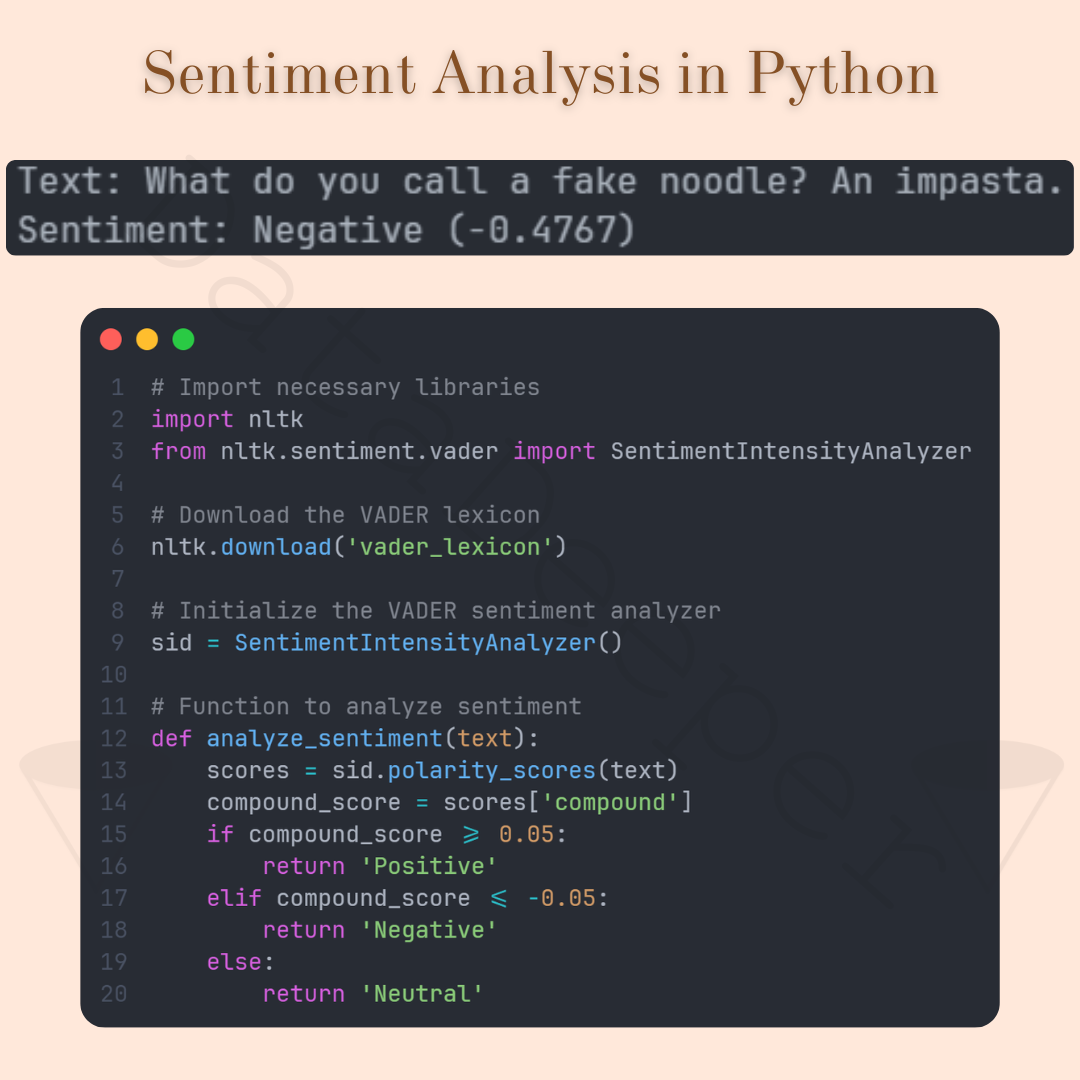 Sentiment Analysis in Python
Text: What do you call a fake noodle? An impasta.
Sentiment: Negative (-0.4767)
1 # Import necessary libraries
2 import nltk
3 from nltk.sentiment.vader import SentimentIntensityAnalyzer
4
5 # Download the VADER lexicon
6 nltk.download('vader_lexicon')
7
8 # Initialize the VADER sentiment analyzer
9 sid = SentimentIntensityAnalyzer()
10
11 # Function to analyze sentiment
12 def analyze_sentiment(text):
13     scores = sid.polarity_scores(text)
14     compound_score = scores['compound']
15     if compound_score ⩾ 0.05:
16         return 'Positive'
17     elif compound_score ⩽ -0.05:
18         return 'Negative'
19     else:
20         return 'Neutral'
Databeeper